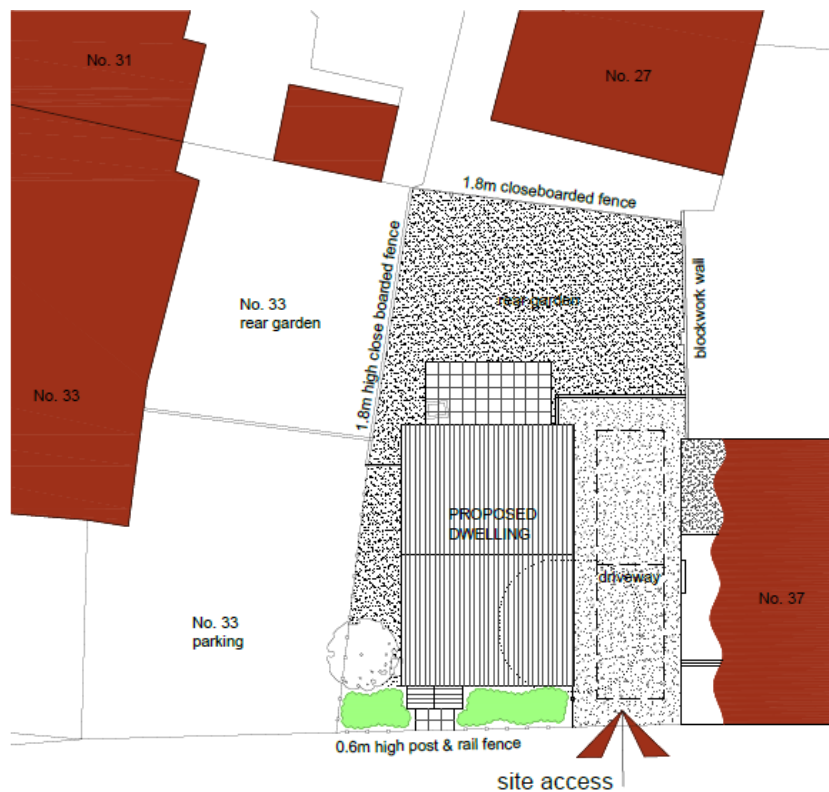 No. 31
No. 27
1.8m closeboarded fence
1.8m high close boarded fence
rear garden
No. 33
rear garden
blockwork wall
No. 33
PROPOSED
DWELLING
driveway
No. 37
No. 33
parking
0.6m high post & rail fence
site access